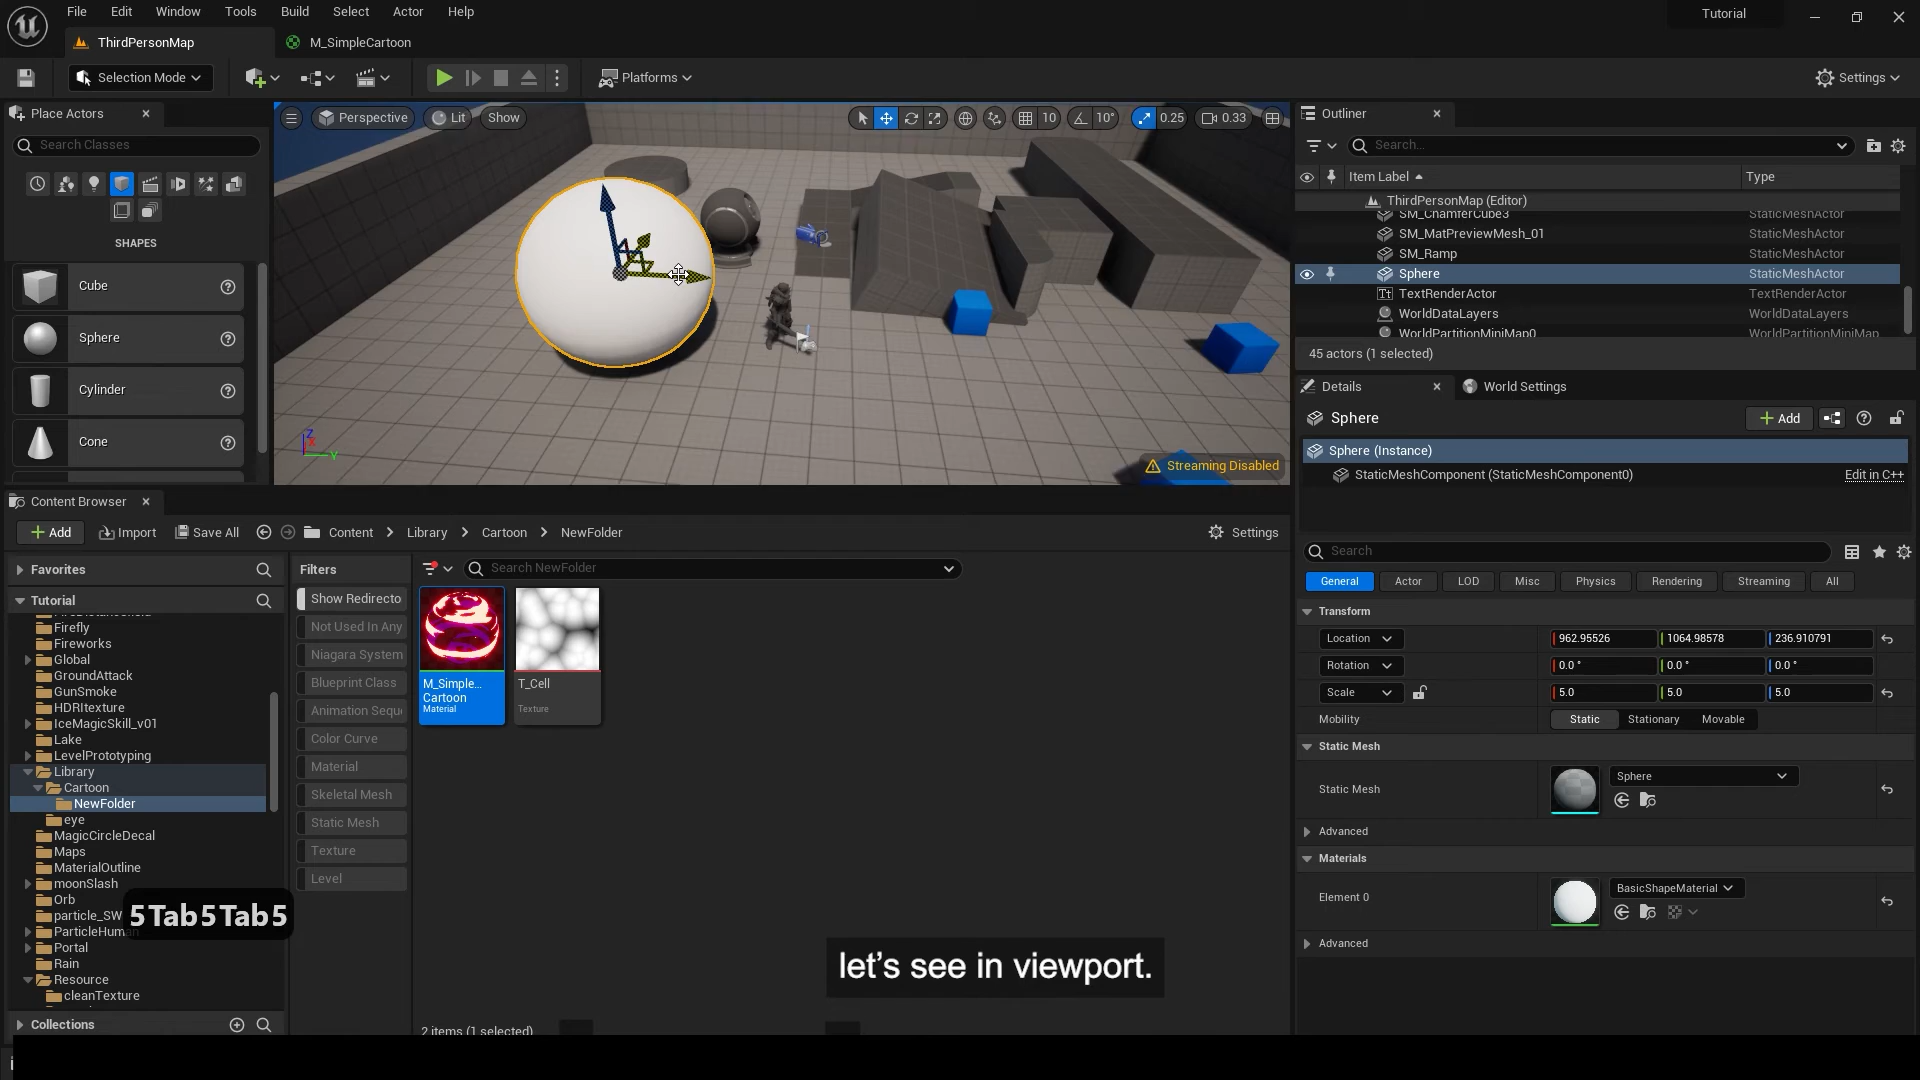 File Edit Window Tools Build Select Actor Help
Tutorial
ThirdPersonMap
M_SimpleCartoon
Selection Mode
Platforms
Settings
Place Actors
Search Classes
SHAPES
Cube
Sphere
Cylinder
Cone
Perspective
Lit
Show
10
10°
0.25
0.33
Z
X
Y
Streaming Disabled
Outliner
Search...
Item Label
Type
ThirdPersonMap (Editor)
SM_ChamferCube3 StaticMeshActor
SM_MatPreviewMesh_01 StaticMeshActor
SM_Ramp StaticMeshActor
Sphere StaticMeshActor
TextRenderActor TextRenderActor
WorldDataLayers WorldDataLayers
WorldPartitionMiniMap0 WorldPartitionMiniMap
45 actors (1 selected)
Details
World Settings
Sphere
Add
Sphere (Instance)
StaticMeshComponent (StaticMeshComponent0)
Edit in C++
Search
General Actor LOD Misc Physics Rendering Streaming All
Transform
Location 962.95526 1064.98578 236.910791
Rotation 0.0 ° 0.0 ° 0.0 °
Scale 5.0 5.0 5.0
Mobility Static Stationary Movable
Static Mesh
Static Mesh
Sphere
Advanced
Materials
Element 0
BasicShapeMaterial
Advanced
Content Browser
Add Import Save All Content Library Cartoon NewFolder
Settings
Favorites
Tutorial
Firefly
Fireworks
Global
GroundAttack
GunSmoke
HDRItexture
IceMagicSkill_v01
Lake
LevelPrototyping
Library
Cartoon
NewFolder
eye
MagicCircleDecal
Maps
MaterialOutline
moonSlash
Orb
particle_SW
ParticleHuman
Portal
Rain
Resource
cleanTexture
Collections
Filters
Show Redirecto
Not Used In Any
Niagara System
Blueprint Class
Animation Sequ
Color Curve
Material
Skeletal Mesh
Static Mesh
Texture
Level
Search NewFolder
M_Simple...
Cartoon
Material
T_Cell
Texture
2 items (1 selected)
5Tab5Tab5
let's see in viewport.